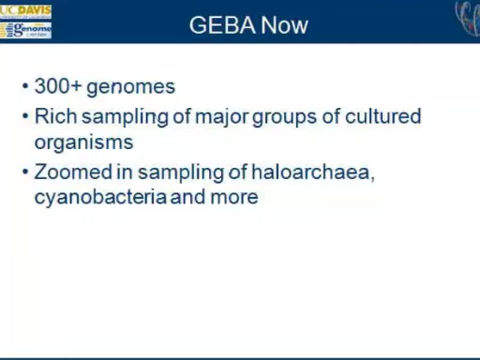 UC DAVIS
genome
GEBA Now
• 300+ genomes
• Rich sampling of major groups of cultured
organisms
• Zoomed in sampling of haloarchaea,
cyanobacteria and more